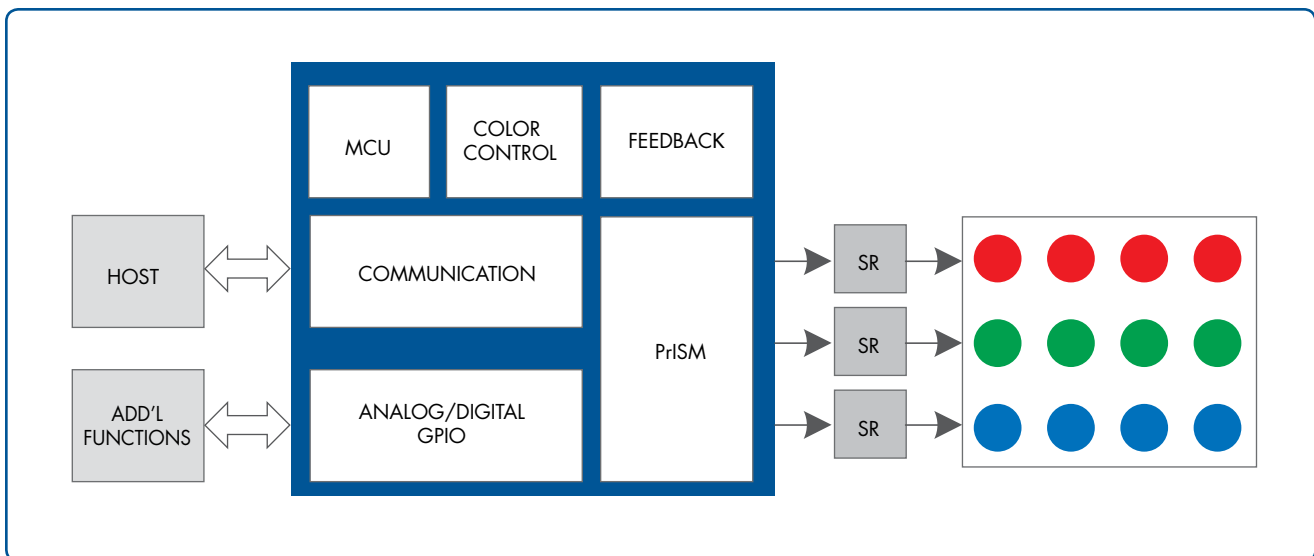 MCU
COLOR
CONTROL
FEEDBACK
HOST
COMMUNICATION
PrISM
SR
SR
SR
ADD'L
FUNCTIONS
ANALOG/DIGITAL
GPIO